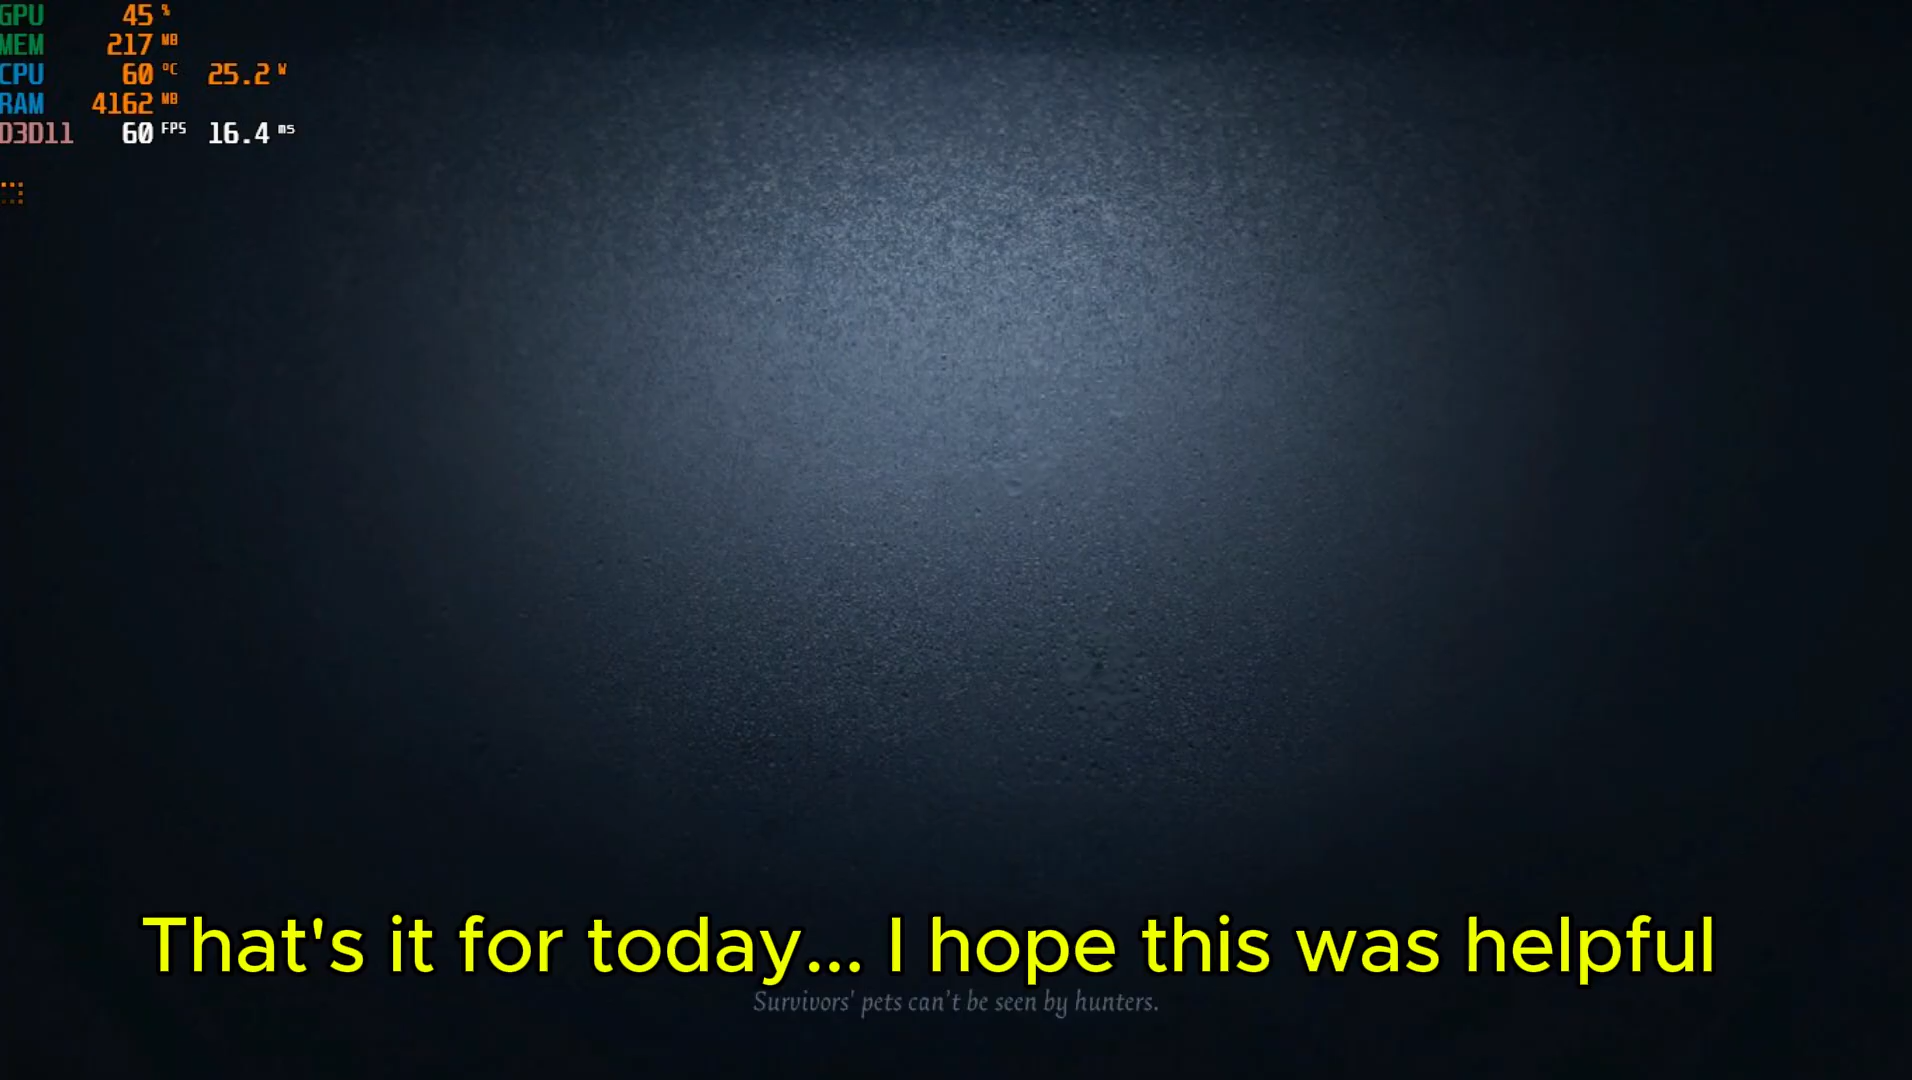 GPU 45 %
MEM 217 MB
CPU 60 °C 25.2 W
RAM 4162 MB
D3D11 60 FPS 16.4 ms
That's it for today... I hope this was helpful
Survivors' pets can't be seen by hunters.